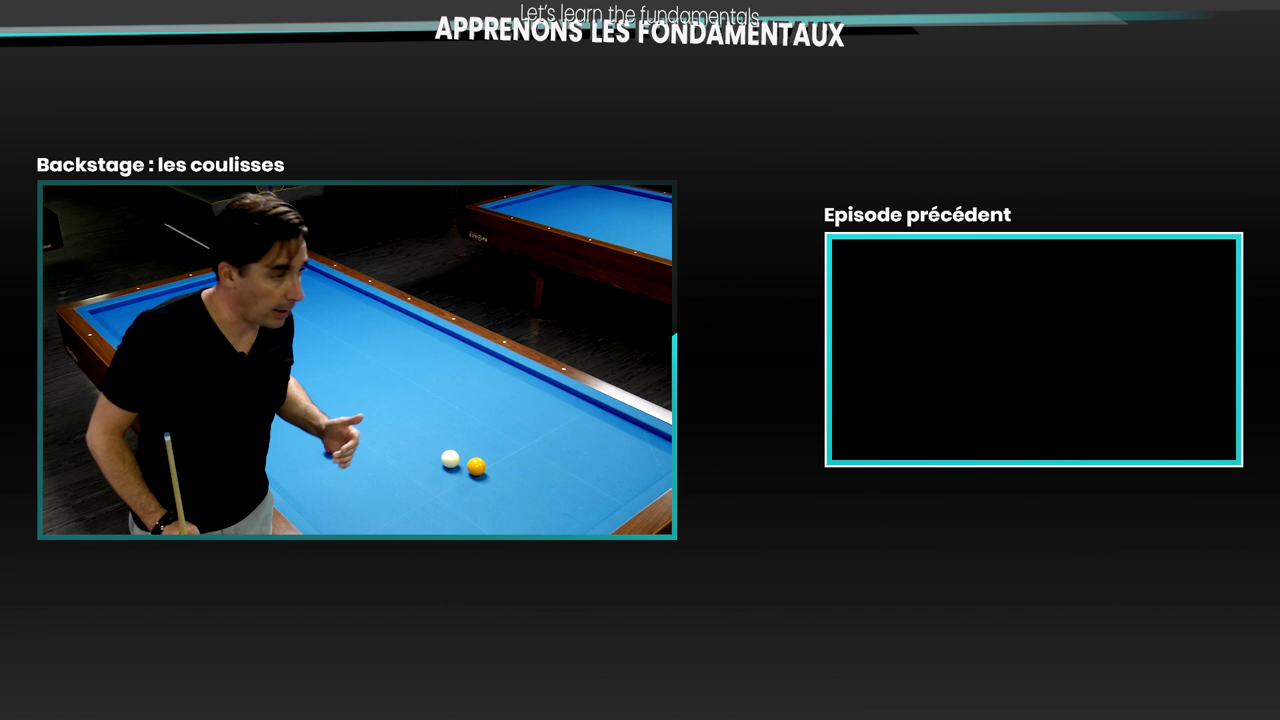 Let's learn the fundamentals
APPRENONS LES FONDAMENTAUX
Backstage : les coulisses
Episode précédent